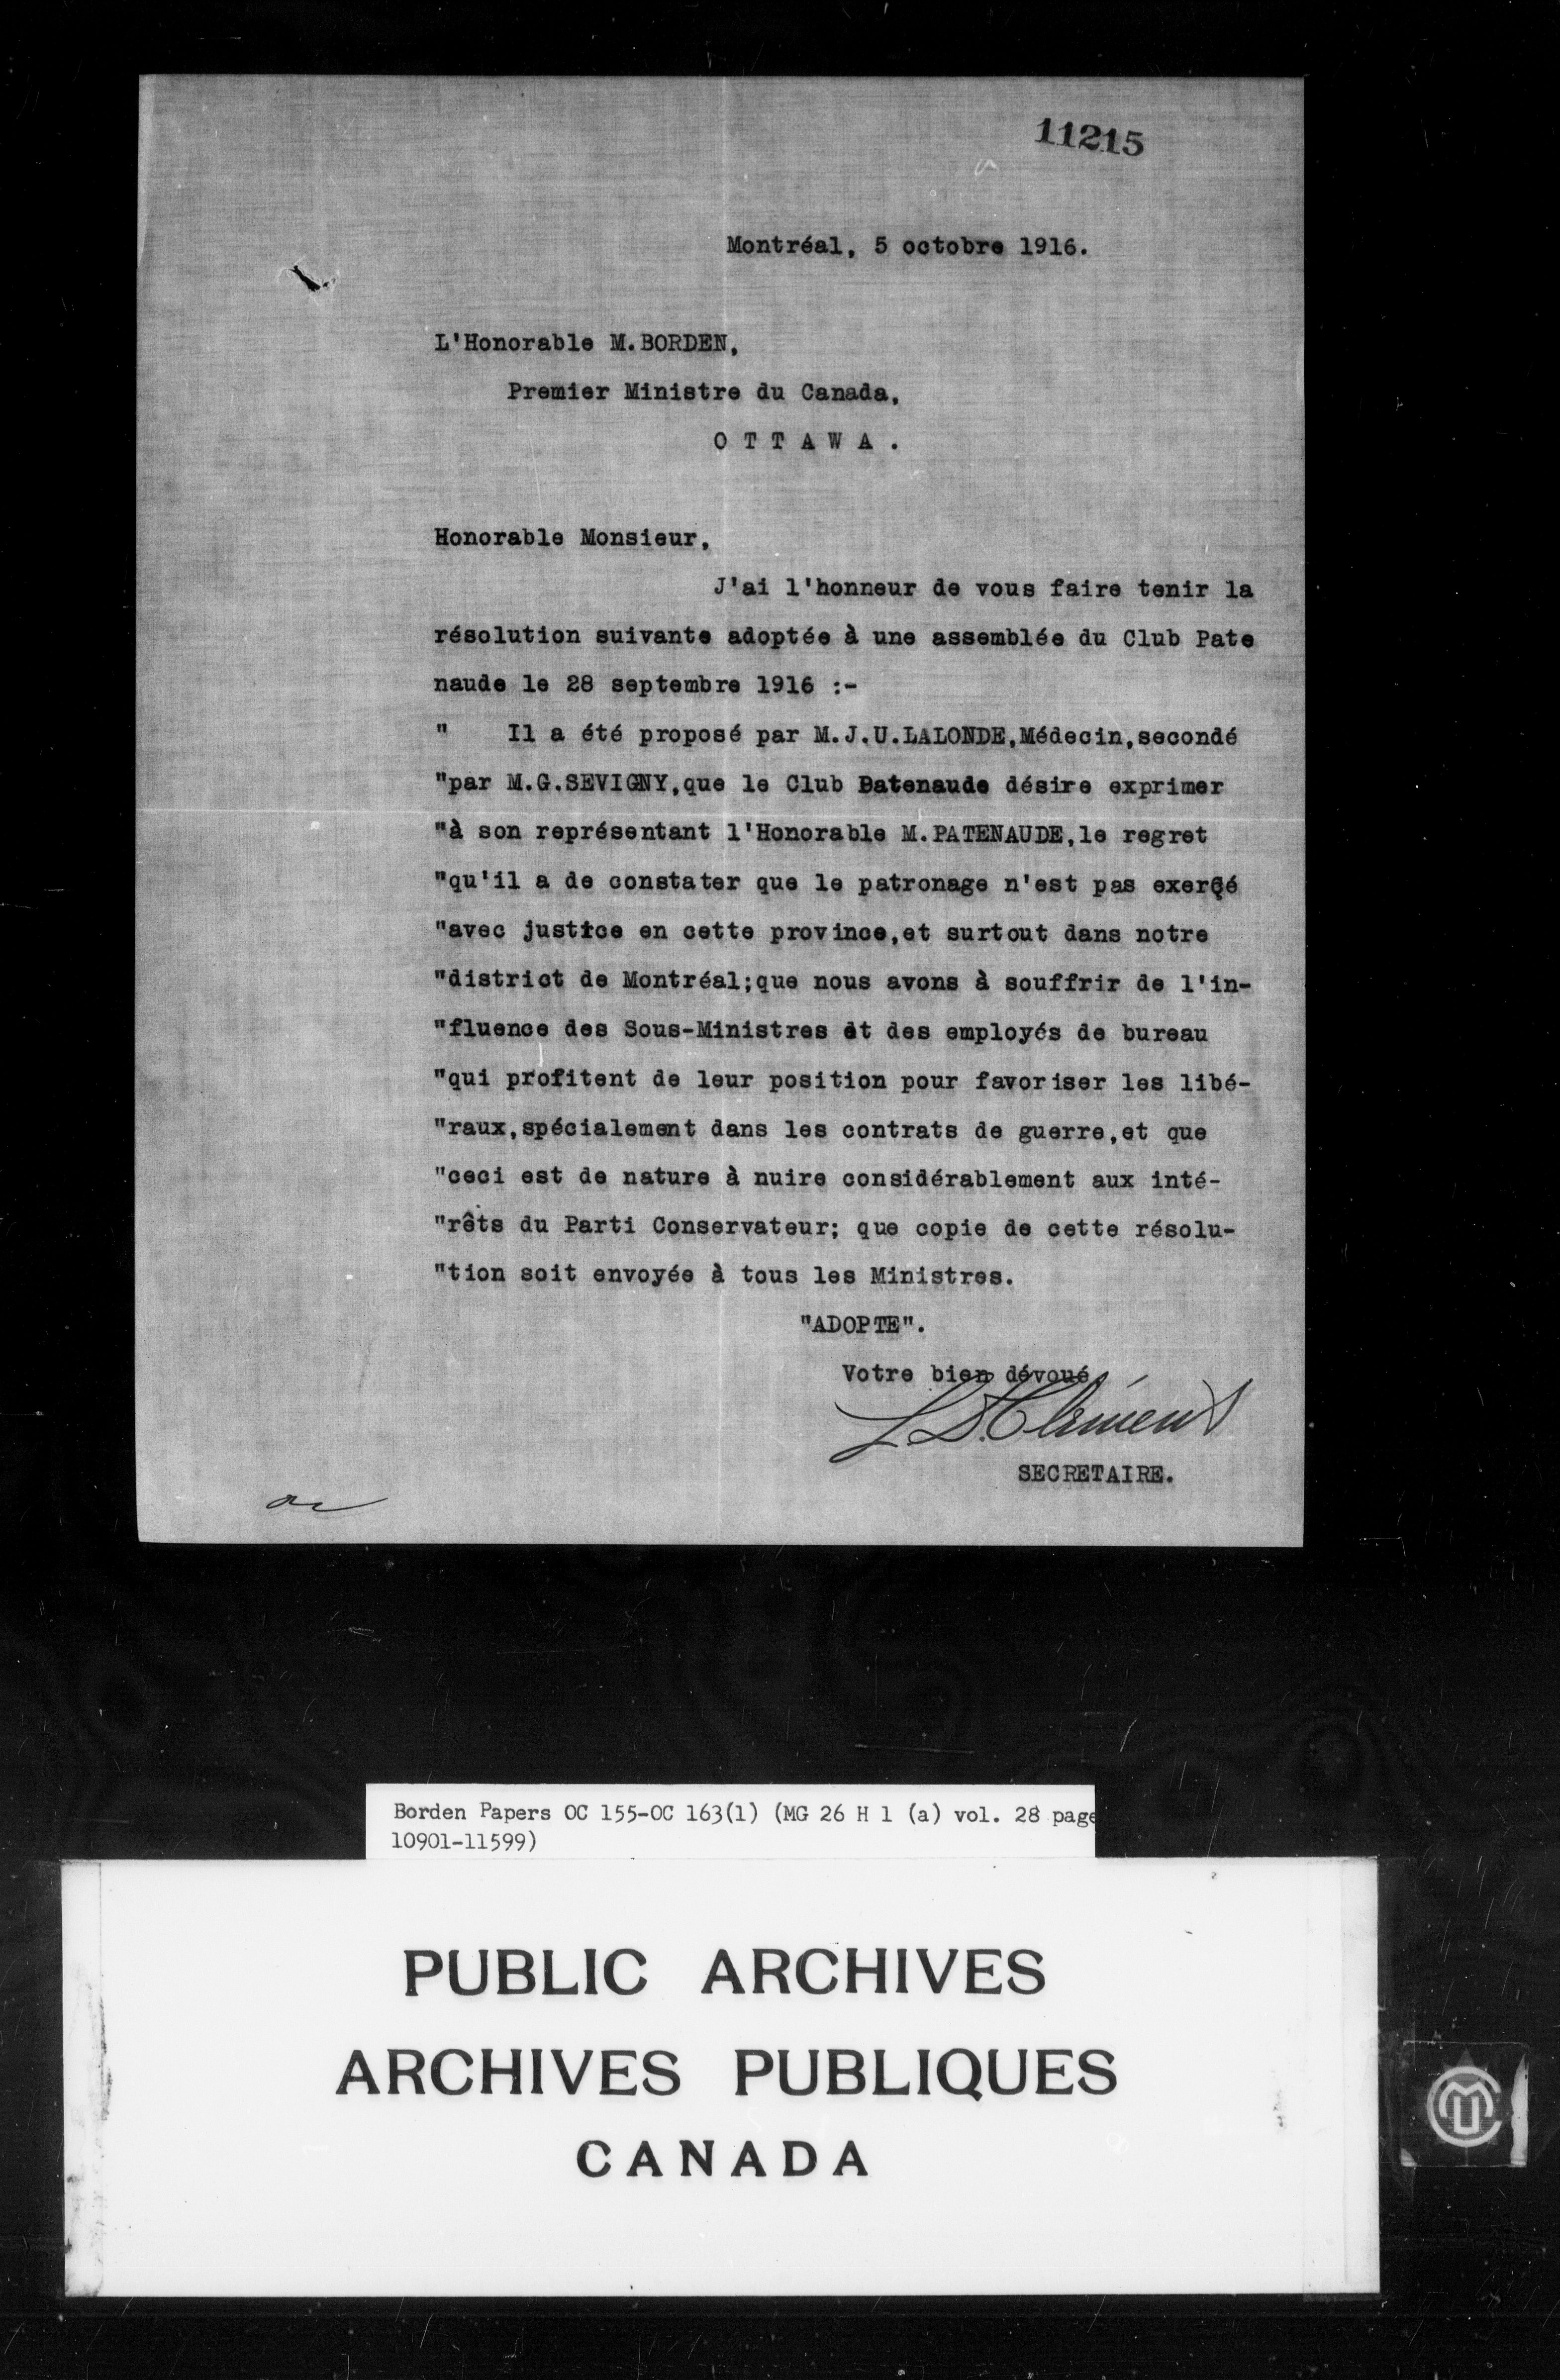 11215
Montréal, 5 octobre 1916.
L'Honorable M.BORDEN,
Premier Ministre du Canada,
O T T A W A .
Honorable Monsieur,
J'ai l'honneur de vous faire tenir la
résolution suivante adoptée à une assemblée du Club Pate
naude le 28 septembre 1916 :-
" Il a été proposé par M.J.U.LALONDE,Médecin,secondé
"par M.G.SEVIGNY,que le Club Patenaude désire exprimer
"à son représentant l'Honorable M.PATENAUDE,le regret
"qu'il a de constater que le patronage n'est pas exerçé
"avec justice en cette province,et surtout dans notre
"district de Montréal;que nous avons à souffrir de l'in-
"fluence des Sous-Ministres et des employés de bureau
"qui profitent de leur position pour favoriser les libé-
"raux,spécialement dans les contrats de guerre,et que
"ceci est de nature à nuire considérablement aux inté-
"rêts du Parti Conservateur; que copie de cette résolu-
"tion soit envoyée à tous les Ministres.
"ADOPTE".
Votre bien dévoué,
L. D. Clément
SECRETAIRE.
Borden Papers OC 155-OC 163(1) (MG 26 H 1 (a) vol. 28 page
10901-11599)
PUBLIC ARCHIVES
ARCHIVES PUBLIQUES
CANADA